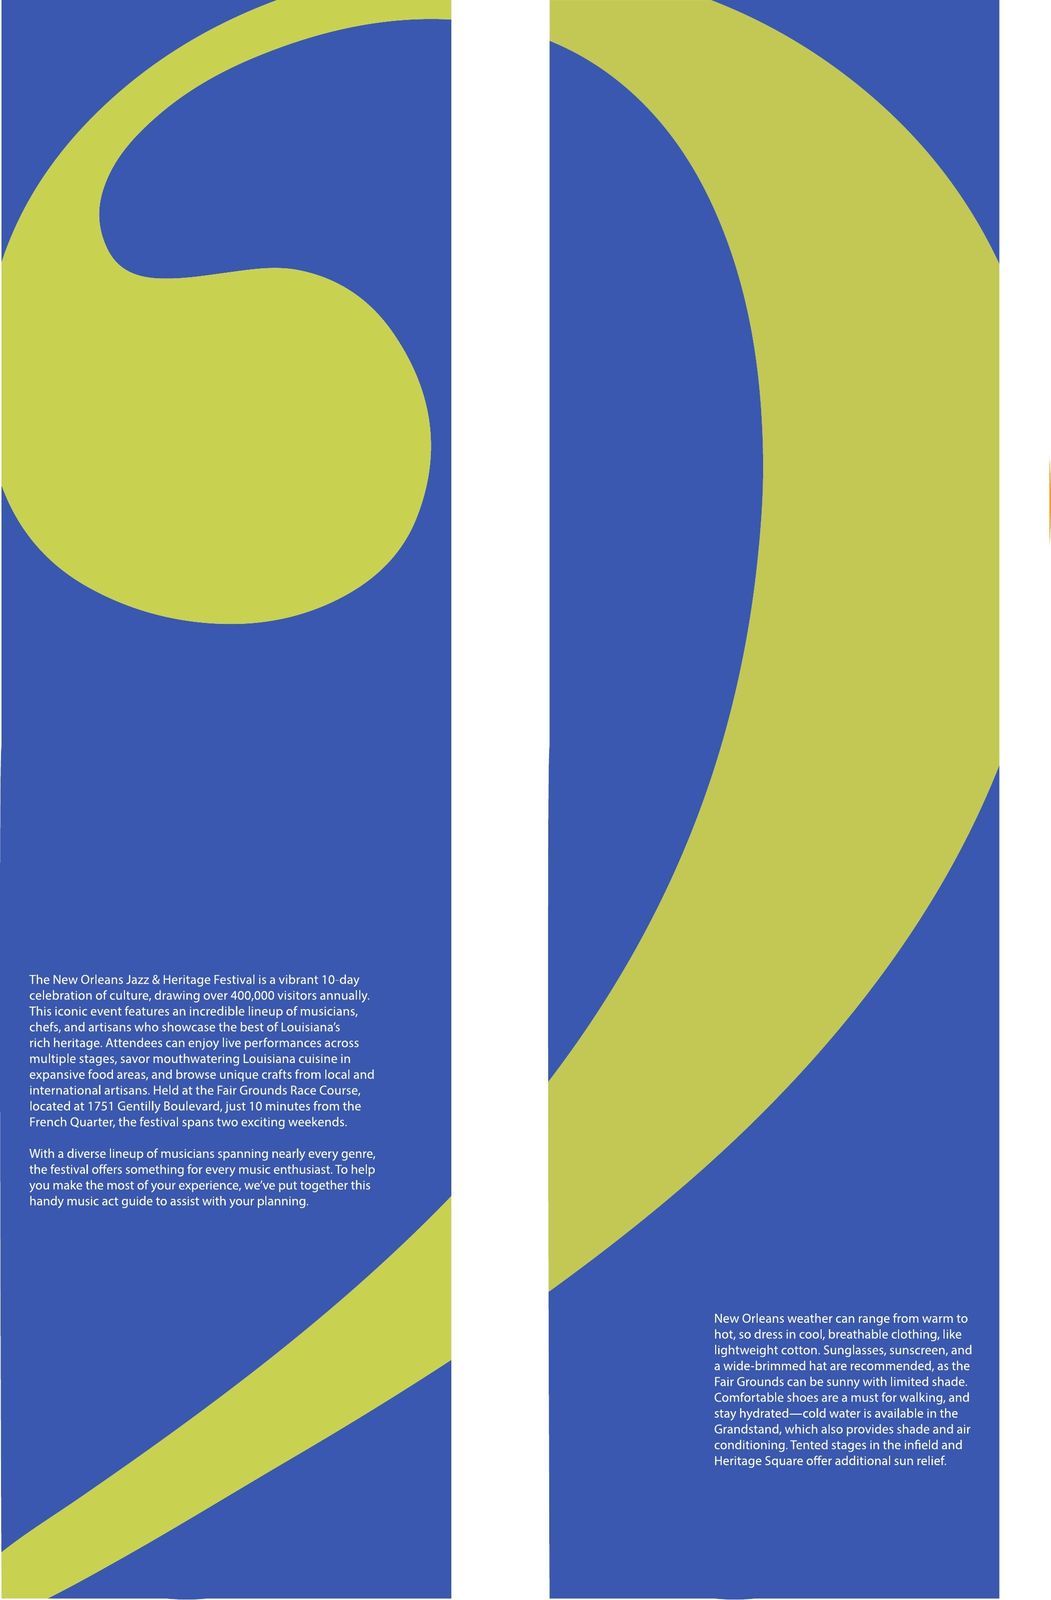 The New Orleans Jazz & Heritage Festival is a vibrant 10-day
celebration of culture, drawing over 400,000 visitors annually.
This iconic event features an incredible lineup of musicians,
chefs, and artisans who showcase the best of Louisiana's
rich heritage. Attendees can enjoy live performances across
multiple stages, savor mouthwatering Louisiana cuisine in
expansive food areas, and browse unique crafts from local and
international artisans. Held at the Fair Grounds Race Course,
located at 1751 Gentilly Boulevard, just 10 minutes from the
French Quarter, the festival spans two exciting weekends.
With a diverse lineup of musicians spanning nearly every genre,
the festival offers something for every music enthusiast. To help
you make the most of your experience, we've put together this
handy music act guide to assist with your planning.
New Orleans weather can range from warm to
hot, so dress in cool, breathable clothing, like
lightweight cotton. Sunglasses, sunscreen, and
a wide-brimmed hat are recommended, as the
Fair Grounds can be sunny with limited shade.
Comfortable shoes are a must for walking, and
stay hydrated—cold water is available in the
Grandstand, which also provides shade and air
conditioning. Tented stages in the infield and
Heritage Square offer additional sun relief.